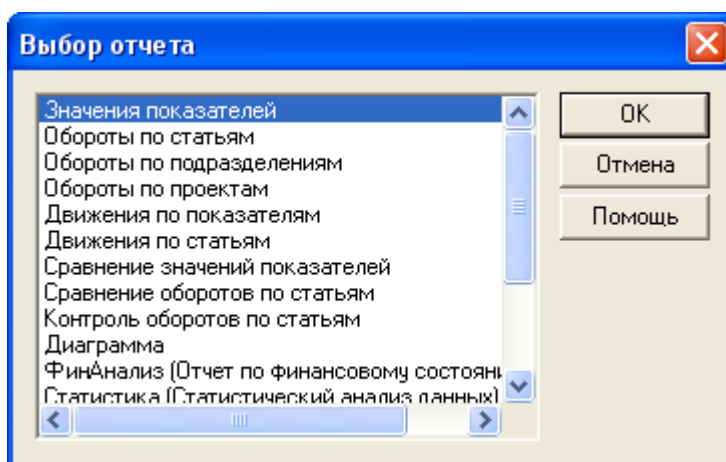 Выбор отчета
Значения показателей
Обороты по статьям
Обороты по подразделениям
Обороты по проектам
Движения по показателям
Движения по статьям
Сравнение значений показателей
Сравнение оборотов по статьям
Контроль оборотов по статьям
Диаграмма
ФинАнализ (Отчет по финансовому состояни
Статистика (Статистический анализ данных)
OK
Отмена
Помощь